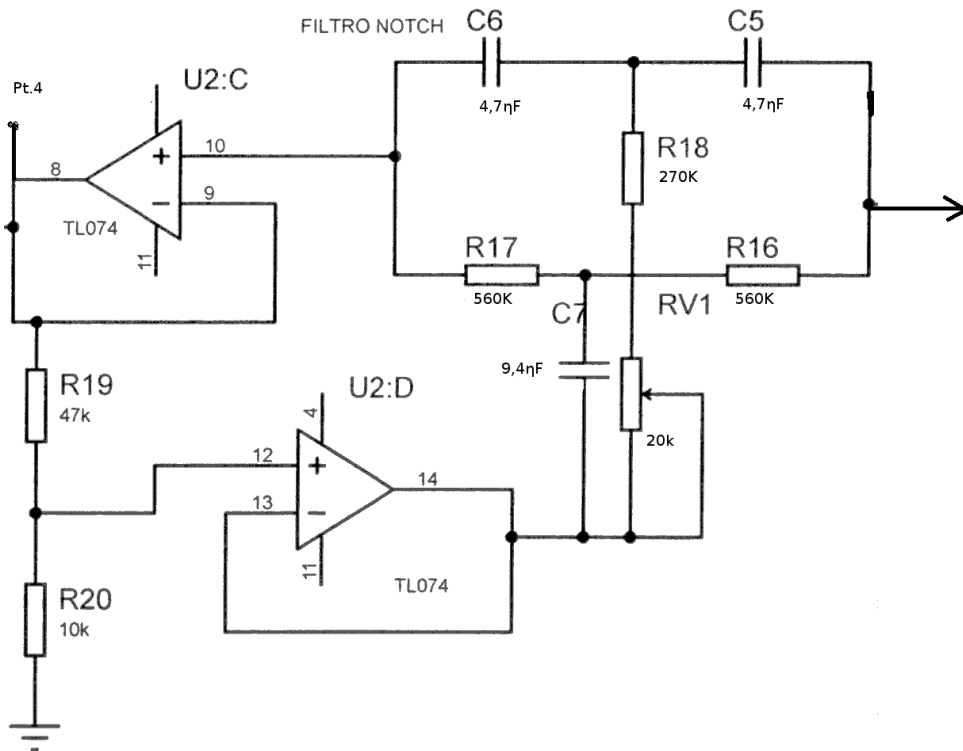 FILTRO NOTCH
C6
C5
4,7ηF
4,7ηF
Pt.4
U2:C
8
+
10
−
9
TL074
11
R18
270K
R17
560K
R16
560K
C7
9,4ηF
RV1
20k
R19
47k
U2:D
4
12
+
13
−
14
11
TL074
R20
10k